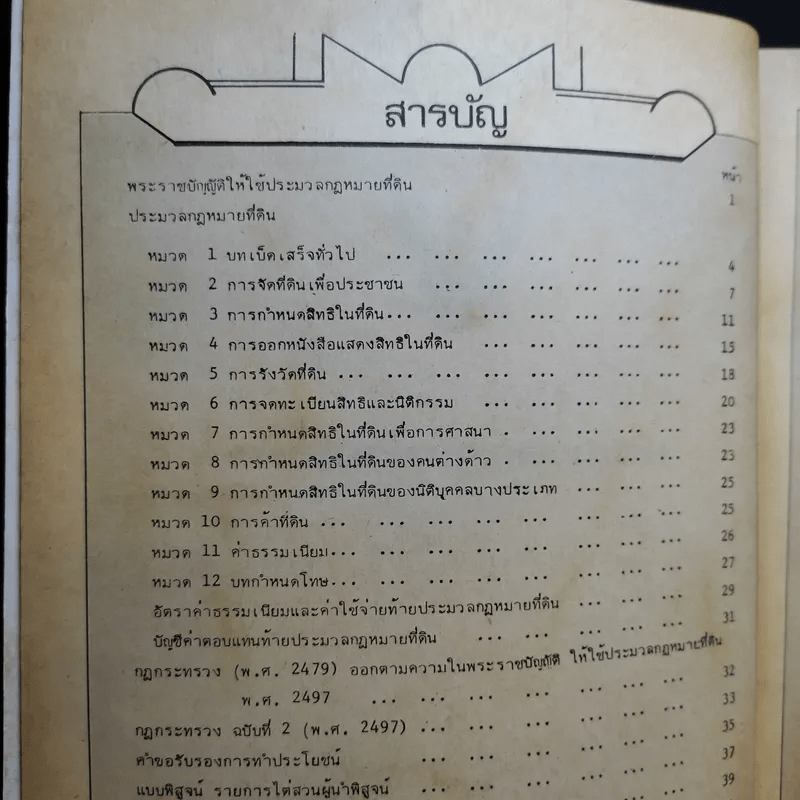 สารบัญ
หน้า
พระราชบัญญัติให้ใช้ประมวลกฎหมายที่ดิน 1
ประมวลกฎหมายที่ดิน
หมวด 1 บทเบ็ดเสร็จทั่วไป ... ... ... ... ... ... ... 4
หมวด 2 การจัดที่ดินเพื่อประชาชน ... ... ... ... ... ... 7
หมวด 3 การกำหนดสิทธิในที่ดิน... ... ... ... ... ... ... 11
หมวด 4 การออกหนังสือแสดงสิทธิในที่ดิน ... ... ... ... ... 15
หมวด 5 การรังวัดที่ดิน ... ... ... ... ... ... ... ... 18
หมวด 6 การจดทะเบียนสิทธิและนิติกรรม ... ... ... ... ... 20
หมวด 7 การกำหนดสิทธิในที่ดินเพื่อการศาสนา . ... ... ... ... 23
หมวด 8 การกำหนดสิทธิในที่ดินของคนต่างด้าว . ... ... ... ... 23
หมวด 9 การกำหนดสิทธิในที่ดินของนิติบุคคลบางประเภท ... ... ... 25
หมวด 10 การค้าที่ดิน ... ... ... ... ... ... ... ... 25
หมวด 11 ค่าธรรมเนียม... ... ... ... ... ... ... ... 26
หมวด 12 บทกำหนดโทษ... ... ... ... ... ... ... ... 27
อัตราค่าธรรมเนียมและค่าใช้จ่ายท้ายประมวลกฎหมายที่ดิน ... ... ... 29
บัญชีค่าตอบแทนท้ายประมวลกฎหมายที่ดิน ... ... ... ... ... 31
กฎกระทรวง (พ.ศ. 2479) ออกตามความในพระราชบัญญัติ ให้ใช้ประมวลกฎหมายที่ดิน
พ.ศ. 2497 ... ... ... ... ... ... ... 32
กฎกระทรวง ฉบับที่ 2 (พ.ศ. 2497) ... ... ... ... ... ... 33
คำขอรับรองการทำประโยชน์ ... ... ... ... ... ... 35
แบบพิสูจน์ รายการไต่สวนผู้นำพิสูจน์ ... ... ... ... ... ... 37
39